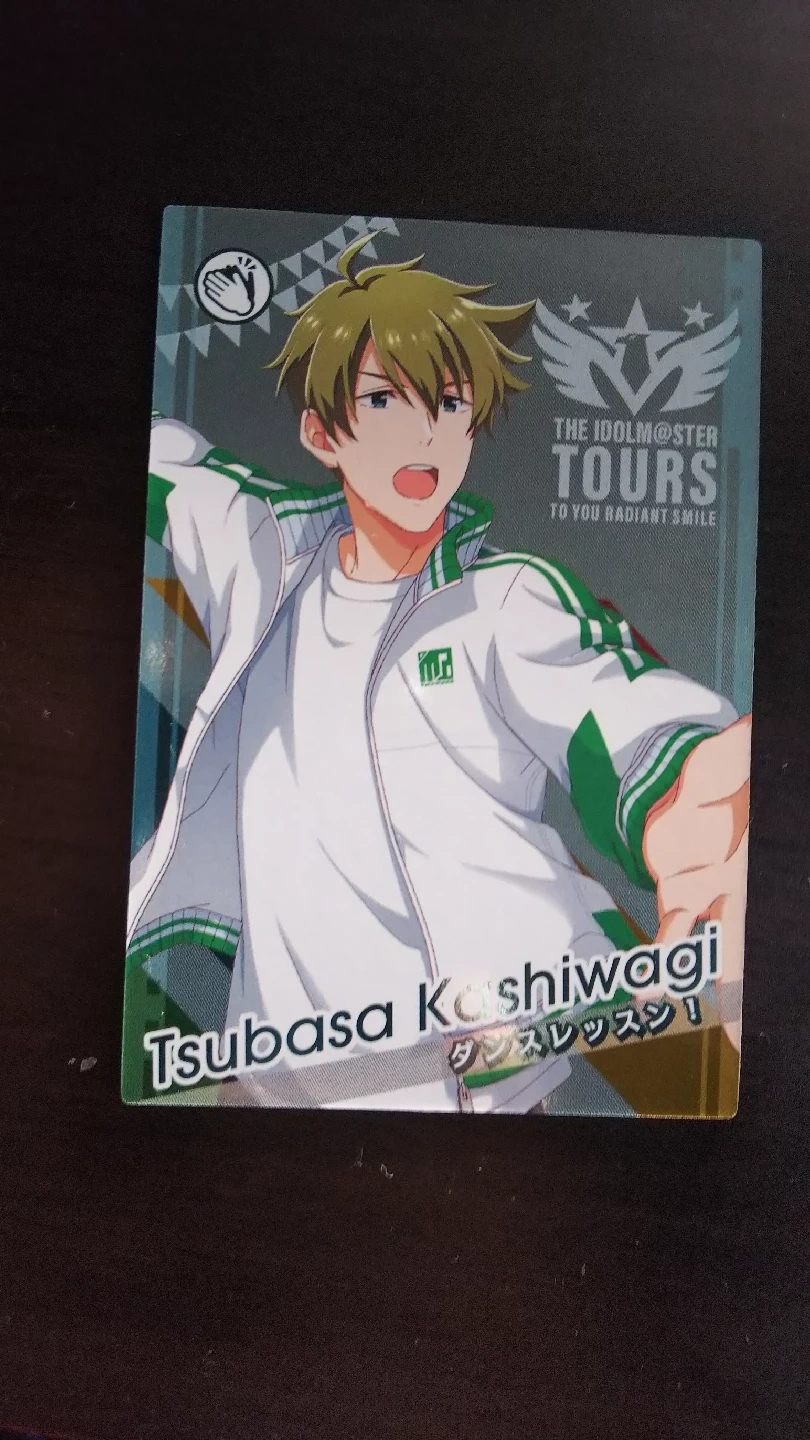 THE IDOLM@STER
TOURS
TO YOU RADIANT SMILE
Tsubasa Kashiwagi
ダンスレッスン！